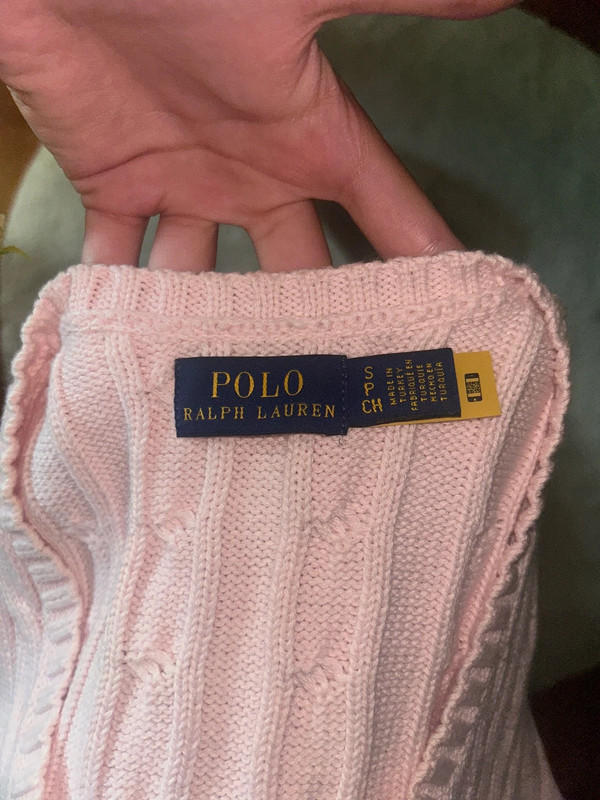 POLO
RALPH LAUREN
S
P
CH
MADE IN
TURKEY
FABRIQUÉ EN
TURQUIE
HECHO EN
TURQUÍA